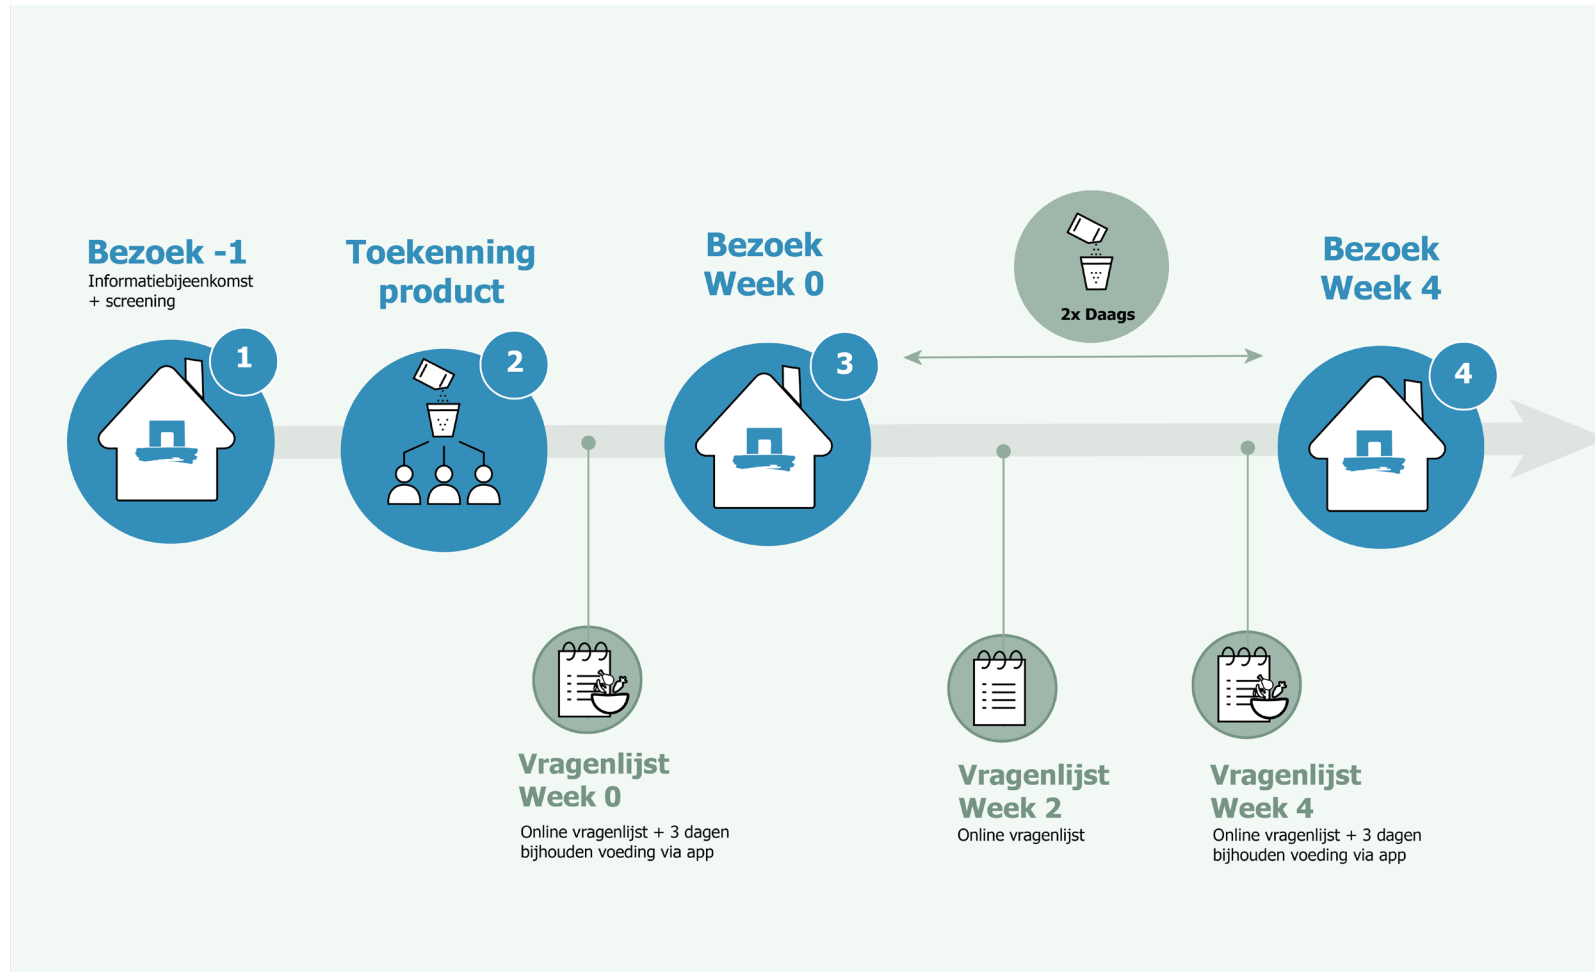 Bezoek -1
Informatiebijeenkomst
+ screening
1
Toekenning
product
2
Bezoek
Week 0
3
2x Daags
Bezoek
Week 4
4
Vragenlijst
Week 0
Online vragenlijst + 3 dagen
bijhouden voeding via app
Vragenlijst
Week 2
Online vragenlijst
Vragenlijst
Week 4
Online vragenlijst + 3 dagen
bijhouden voeding via app